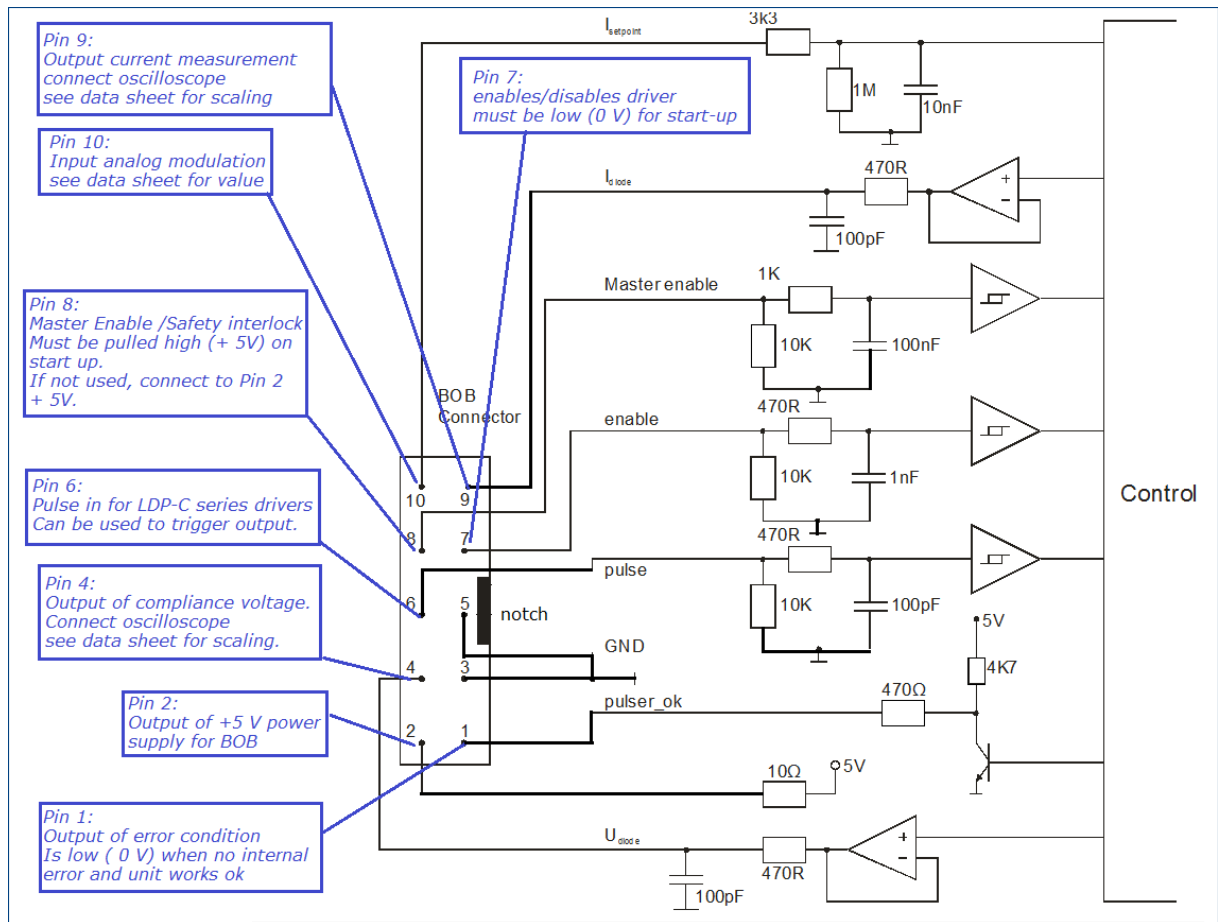 Pin 9:
Output current measurement
connect oscilloscope
see data sheet for scaling
Pin 10:
Input analog modulation
see data sheet for value
Pin 8:
Master Enable /Safety interlock
Must be pulled high (+ 5V) on
start up.
If not used, connect to Pin 2
+ 5V.
Pin 6:
Pulse in for LDP-C series drivers
Can be used to trigger output.
Pin 4:
Output of compliance voltage.
Connect oscilloscope
see data sheet for scaling.
Pin 2:
Output of +5 V power
supply for BOB
Pin 1:
Output of error condition
Is low ( 0 V) when no internal
error and unit works ok
Pin 7:
enables/disables driver
must be low (0 V) for start-up
BOB
Connector
10 9
8 7
6 5
4 3
2 1
notch
Isetpoint
3k3
1M
10nF
Idiode
470R
100pF
Master enable
1K
10K
100nF
enable
470R
10K
1nF
pulse
470R
10K
100pF
GND
5V
4K7
pulser_ok
470Ω
10Ω
5V
Udiode
470R
100pF
+
-
+
-
Control